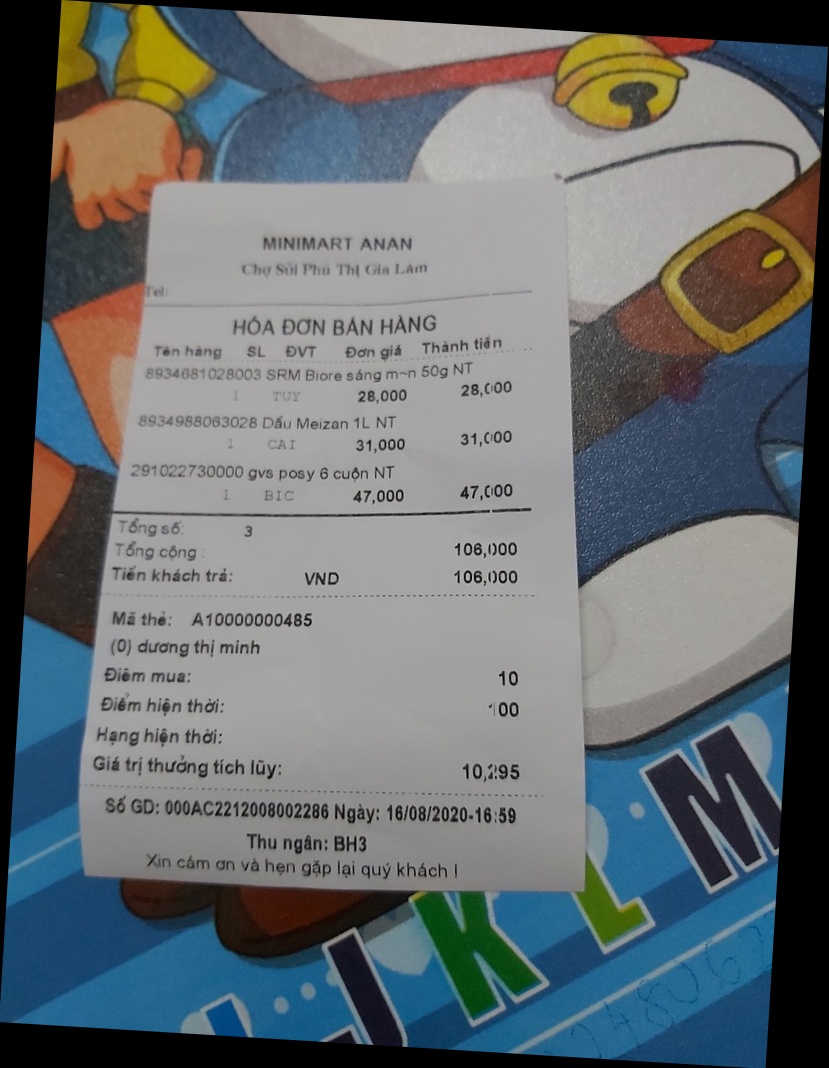 MINIMART ANAN
Chợ Sủi Phú Thị Gia Lâm
Tel:
HÓA ĐƠN BÁN HÀNG
Tên hàng SL ĐVT Đơn giá Thành tiền
8934681028003 SRM Biore sáng m~n 50g NT
1 TUY 28,000 28,000
8934988063028 Dầu Meizan 1L NT
1 CAI 31,000 31,000
291022730000 gvs posy 6 cuộn NT
1 BIC 47,000 47,000
Tổng số: 3
Tổng cộng : 106,000
Tiền khách trả: VND 106,000
Mã thẻ: A10000000485
(0) dương thị minh
Điểm mua: 10
Điểm hiện thời: 100
Hạng hiện thời:
Giá trị thưởng tích lũy: 10,295
Số GD: 000AC2212008002286 Ngày: 16/08/2020-16:59
Thu ngân: BH3
Xin cám ơn và hẹn gặp lại quý khách !
J K L M